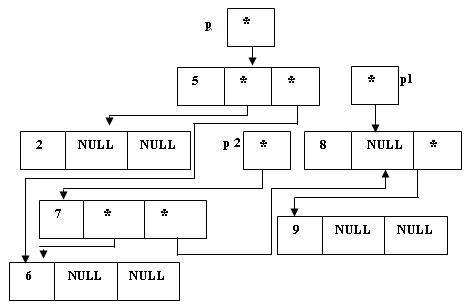 p *
5 * *
* p1
2 NULL NULL
p 2 *
8 NULL *
7 * *
9 NULL NULL
6 NULL NULL